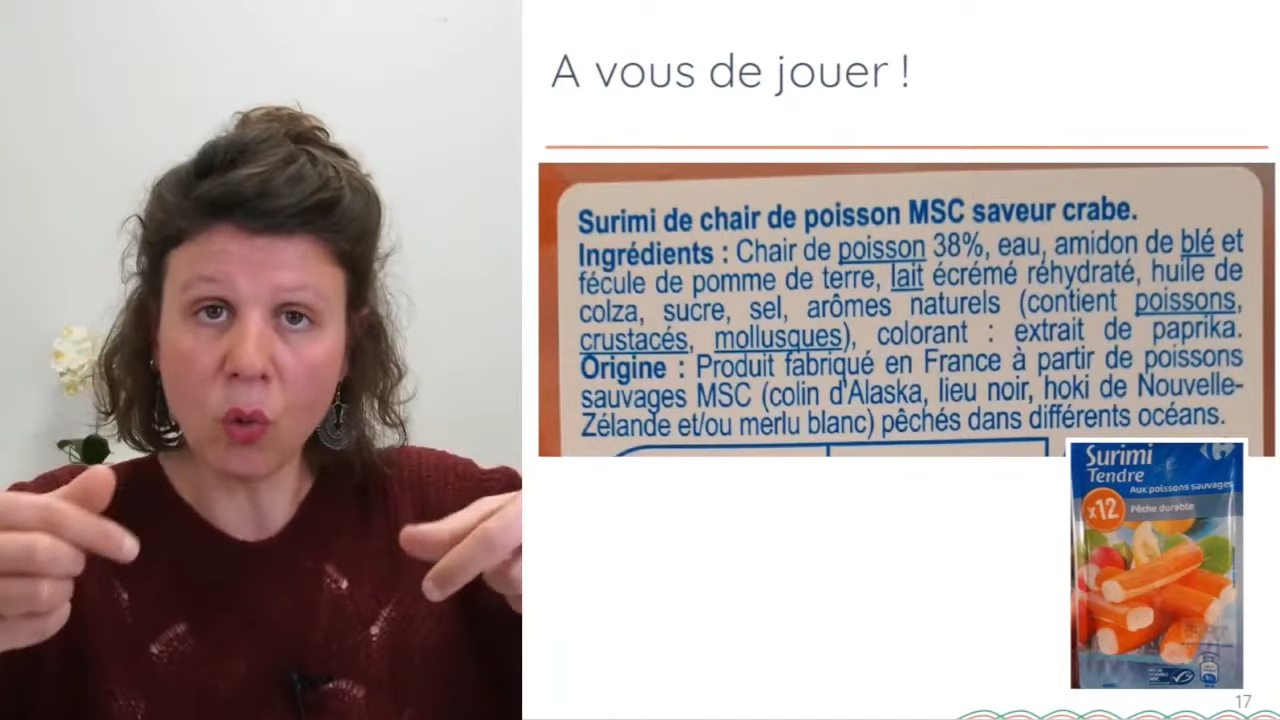 A vous de jouer !
Surimi de chair de poisson MSC saveur crabe.
Ingrédients : Chair de poisson 38%, eau, amidon de blé et
fécule de pomme de terre, lait écrémé réhydraté, huile de
colza, sucre, sel, arômes naturels (contient poissons,
crustacés, mollusques), colorant : extrait de paprika.
Origine : Produit fabriqué en France à partir de poissons
sauvages MSC (colin d'Alaska, lieu noir, hoki de Nouvelle-
Zélande et/ou merlu blanc) pêchés dans différents océans.
Surimi
Tendre
Aux poissons sauvages
x12
Pêche durable
17